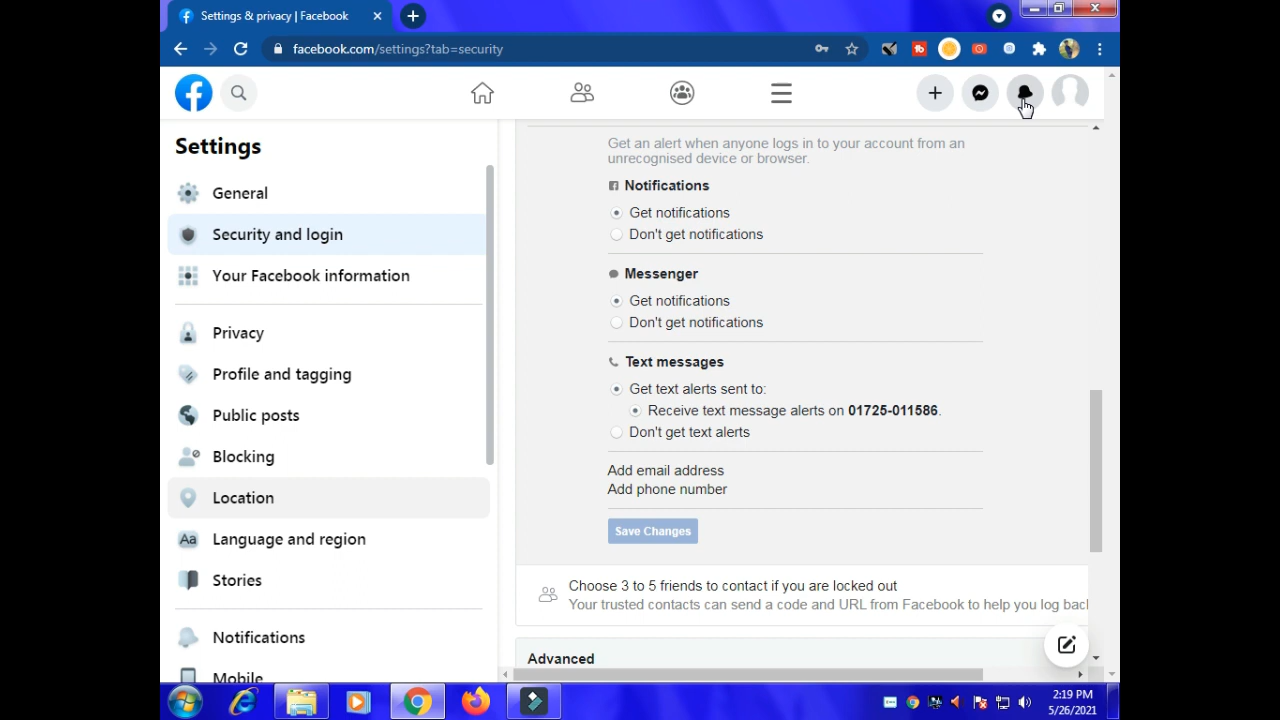 Settings & privacy | Facebook
facebook.com/settings?tab=security
Settings
General
Security and login
Your Facebook information
Privacy
Profile and tagging
Public posts
Blocking
Location
Aa Language and region
Stories
Notifications
Mobile
Get an alert when anyone logs in to your account from an
unrecognised device or browser.
Notifications
Get notifications
Don't get notifications
Messenger
Get notifications
Don't get notifications
Text messages
Get text alerts sent to:
Receive text message alerts on 01725-011586.
Don't get text alerts
Add email address
Add phone number
Save Changes
Choose 3 to 5 friends to contact if you are locked out
Your trusted contacts can send a code and URL from Facebook to help you log bac
Advanced
2:19 PM
5/26/2021